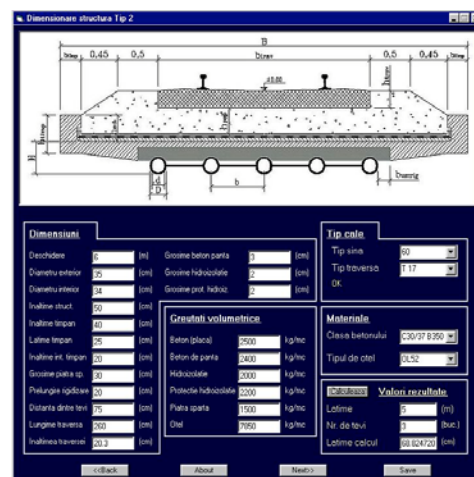 Dimensionare structura Tip 2
B
0,45 0,5 0,5 0,45
b
Dimensiuni
Deschidere 6 (m)
Diametru exterior 35 (cm)
Diametru interior 34 (cm)
Inaltime struct. 50 (cm)
Inaltime timpan 40 (cm)
Latime timpan 25 (cm)
Inaltime int. timpan 20 (cm)
Grosime piatra sp. 30 (cm)
Prelungire rigidizare 20 (cm)
Distanta dintre tevi 75 (cm)
Lungime traversa 260 (cm)
Inaltimea traversei 20.3 (cm)
Grosime beton panta 3 (cm)
Grosime hidroizolatie 2 (cm)
Grosime prot. hidroiz. 2 (cm)
Greutati volumetrice
Beton (placa) 2500 kg/mc
Beton de panta 2400 kg/mc
Hidroizolatie 2000 kg/mc
Protectie hidroizolatie 2200 kg/mc
Piatra sparta 1500 kg/mc
Otel 7850 kg/mc
Tip cale
Tip sina 60
Tip traversa T 17
OK
Materiale
Clasa betonului C30/37 B350
Tipul de otel OL52
Calculeaza Valori rezultate
Latime 5 (m)
Nr. de tevi 3 (buc.)
Latime calcul 68.824720 (cm)
<<Back About Next>> Save